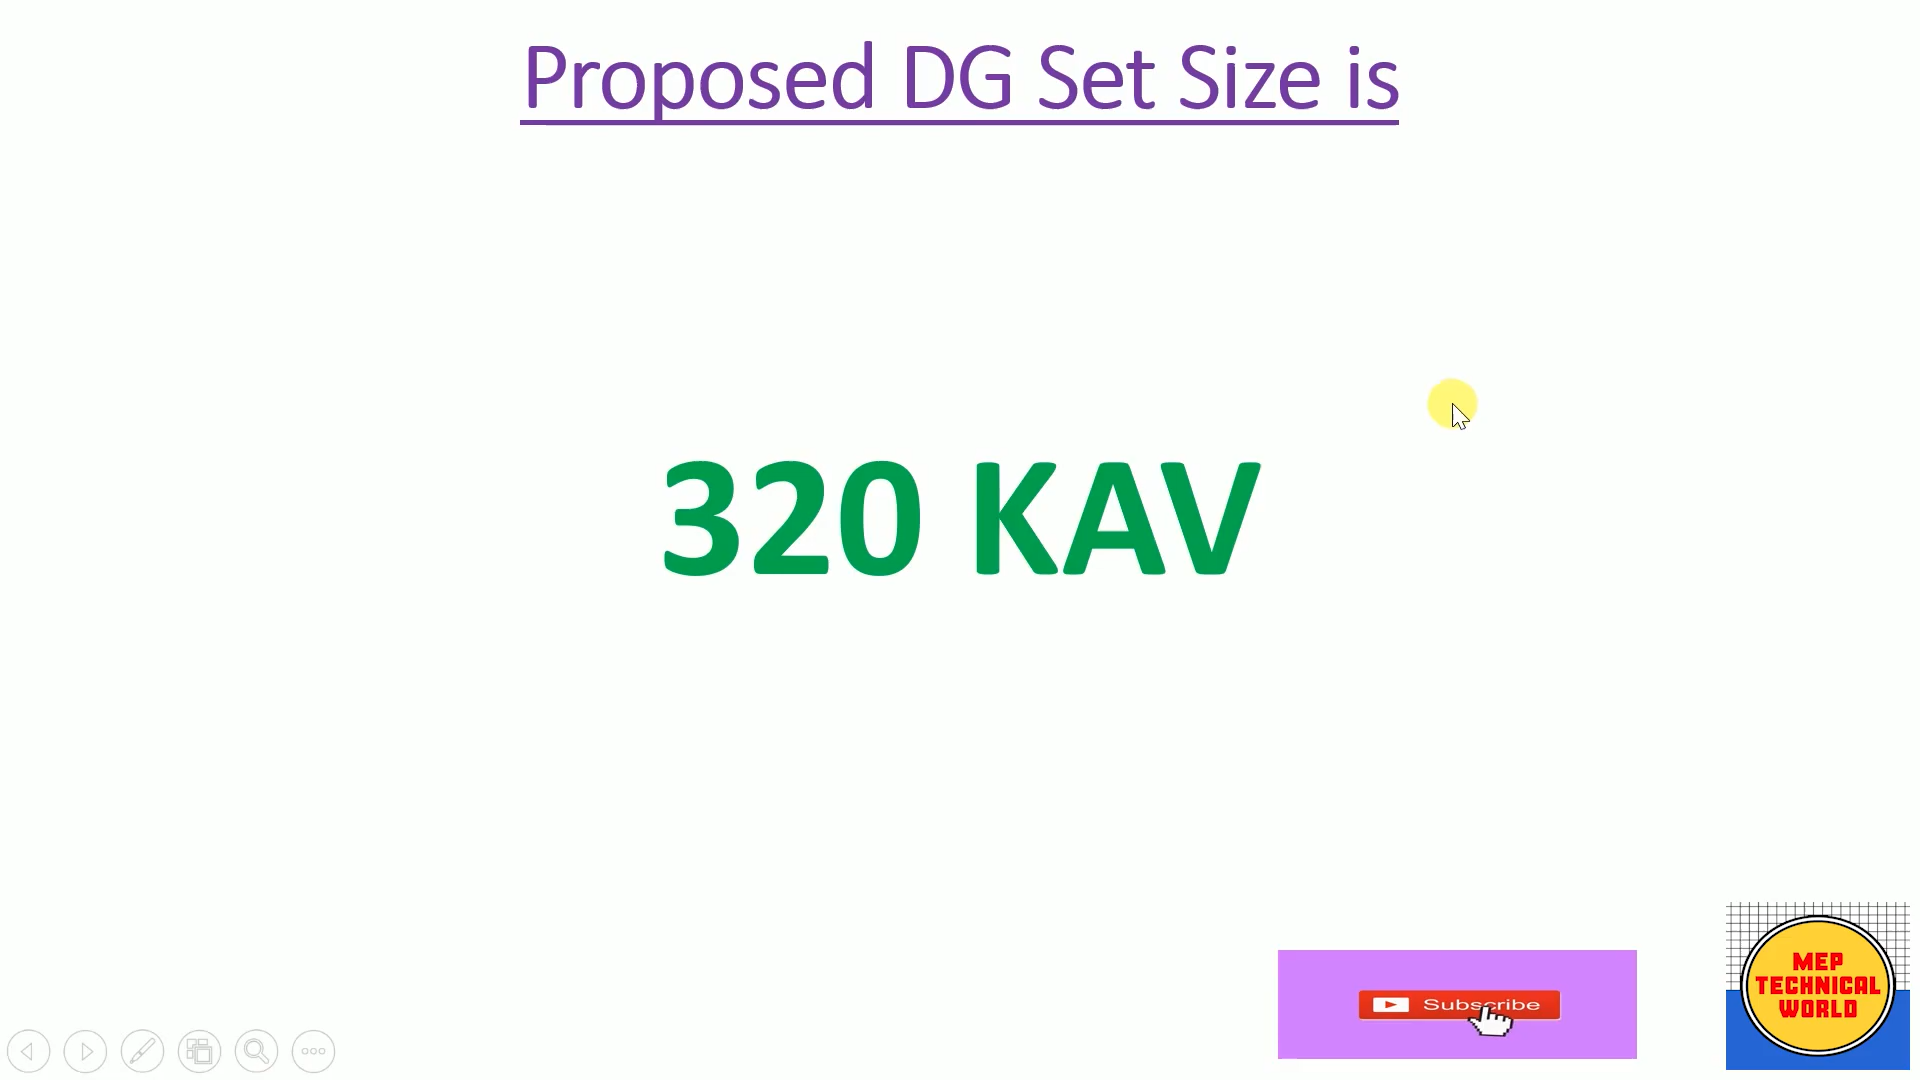 Proposed DG Set Size is
320 KAV
Subscribe
MEP
TECHNICAL
WORLD